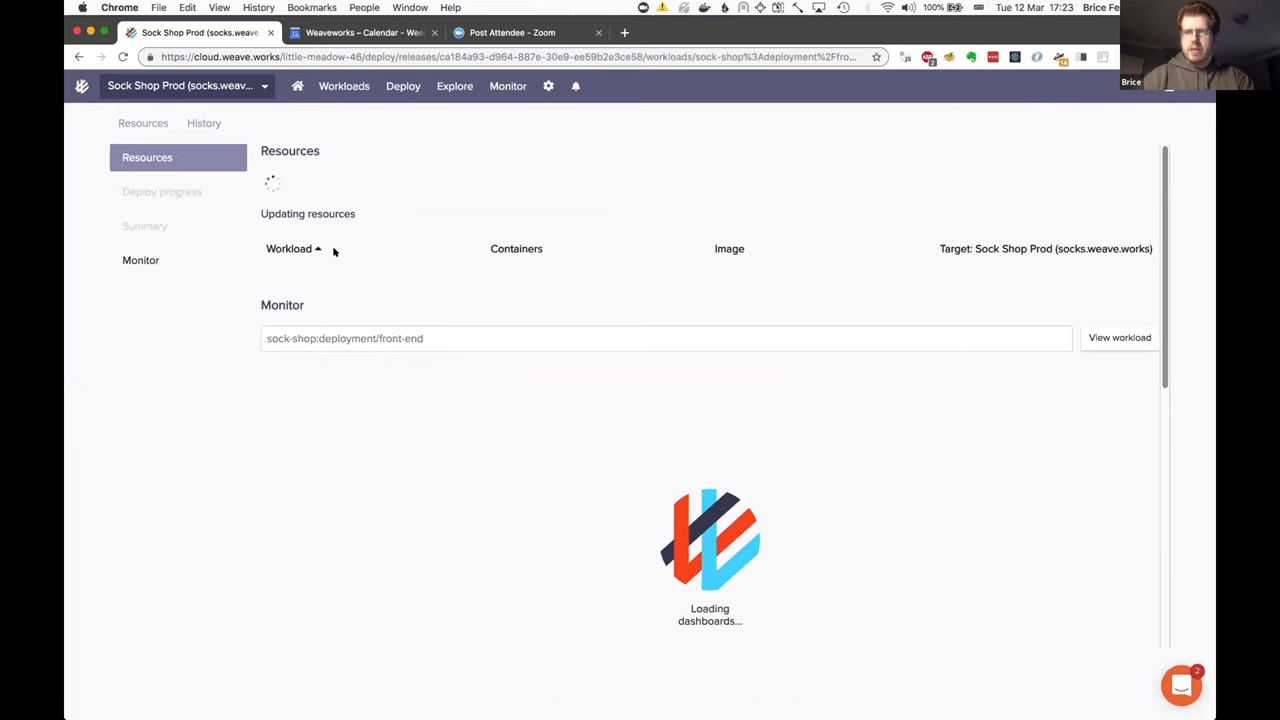 Chrome File Edit View History Bookmarks People Window Help
100% Tue 12 Mar 17:23 Brice Fe
Sock Shop Prod (socks.weave.
Weaveworks – Calendar - Wee
Post Attendee - Zoom
https://cloud.weave.works/little-meadow-46/deploy/releases/ca184a93-d964-887e-30e9-ee59b2e3ce58/workloads/sock-shop%3Adeployment%2Ffro...
Brice
Sock Shop Prod (socks.weav... Workloads Deploy Explore Monitor
Resources History
Resources
Deploy progress
Summary
Monitor
Resources
Updating resources
Workload Containers Image Target: Sock Shop Prod (socks.weave.works)
Monitor
sock-shop:deployment/front-end View workload
Loading
dashboards...
2